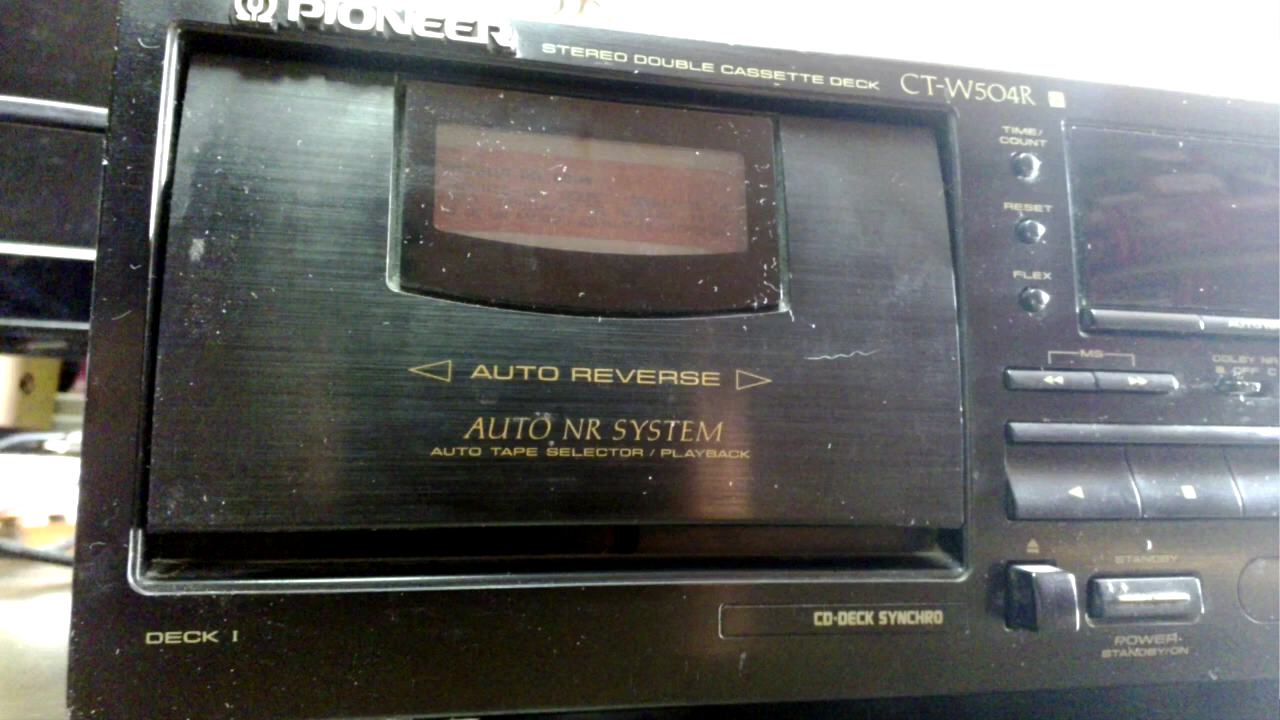 PIONEER
STEREO DOUBLE CASSETTE DECK CT-W504R
TIME/
COUNT
RESET
FLEX
AUTO REVERSE
AUTO NR SYSTEM
AUTO TAPE SELECTOR / PLAYBACK
MS
DOLBY NR
B OFF C
CD-DECK SYNCHRO
DECK I
STANDBY
POWER
STANDBY/ON